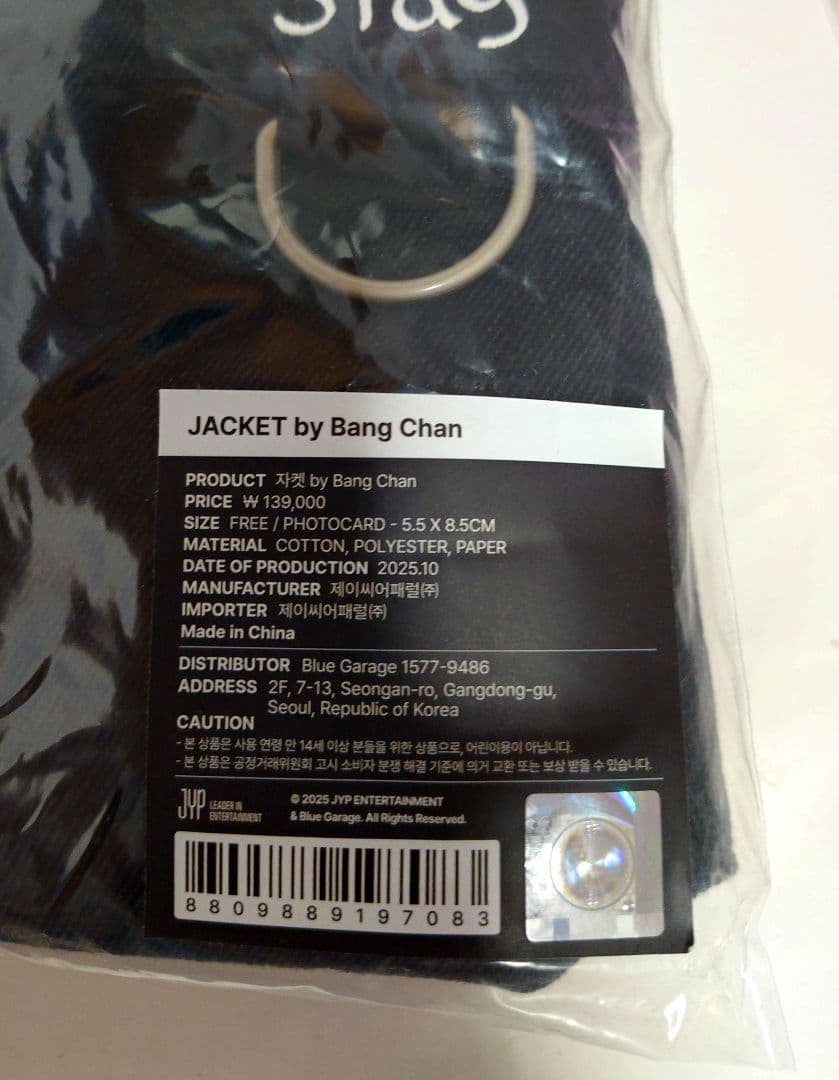 Stay
JACKET by Bang Chan
PRODUCT 자켓 by Bang Chan
PRICE ₩ 139,000
SIZE FREE / PHOTOCARD - 5.5 X 8.5CM
MATERIAL COTTON, POLYESTER, PAPER
DATE OF PRODUCTION 2025.10
MANUFACTURER 제이씨어패럴(주)
IMPORTER 제이씨어패럴(주)
Made in China
DISTRIBUTOR Blue Garage 1577-9486
ADDRESS 2F, 7-13, Seongan-ro, Gangdong-gu,
Seoul, Republic of Korea
CAUTION
- 본 상품은 사용 연령 만 14세 이상 분들을 위한 상품으로, 어린이용이 아닙니다.
- 본 상품은 공정거래위원회 고시 소비자 분쟁 해결 기준에 의거 교환 또는 보상 받을 수 있습니다.
JYP LEADER IN
ENTERTAINMENT
© 2025 JYP ENTERTAINMENT
& Blue Garage. All Rights Reserved.
8809889197083